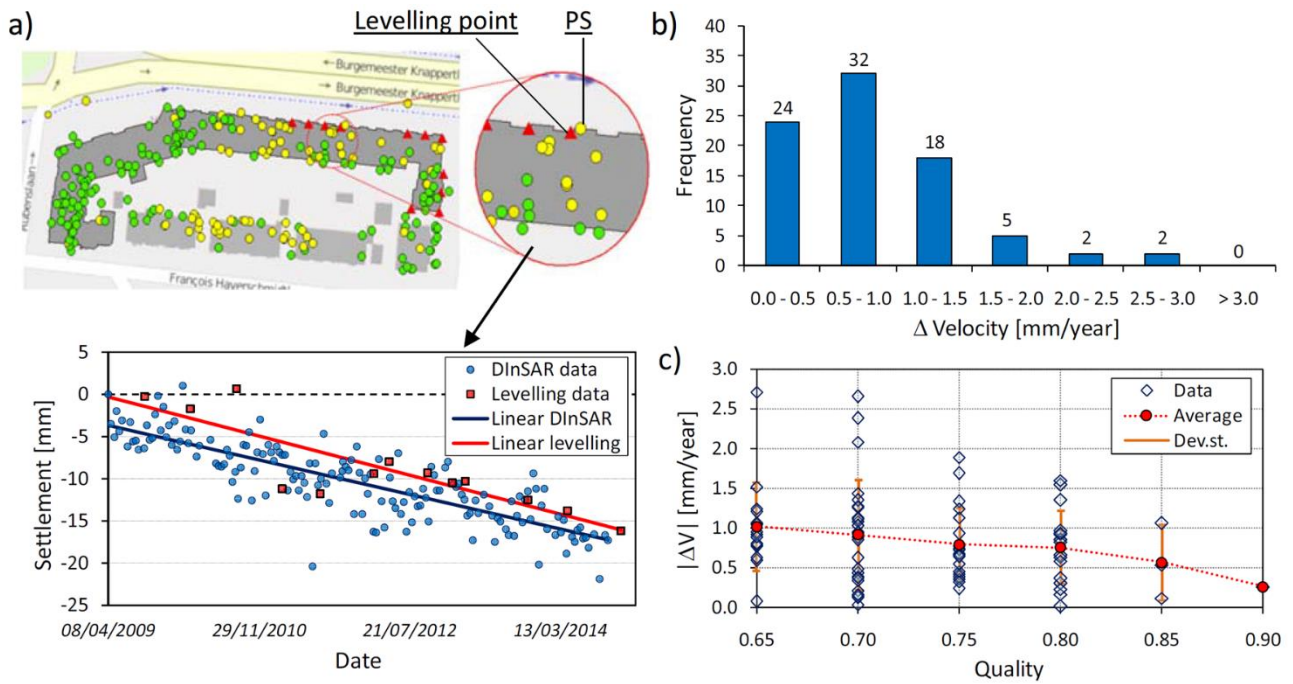 a)
Levelling point
PS
Burgemeester Knappertl
Burgemeester Knappertl
Rubenslaan
François Haverschmidt
Settlement [mm]
0
-5
-10
-15
-20
-25
DInSAR data
Levelling data
Linear DInSAR
Linear levelling
08/04/2009
29/11/2010
21/07/2012
13/03/2014
Date
b)
Frequency
40
35
30
25
20
15
10
5
0
24
32
18
5
2
2
0
0.0 - 0.5
0.5 - 1.0
1.0 - 1.5
1.5 - 2.0
2.0 - 2.5
2.5 - 3.0
> 3.0
Δ Velocity [mm/year]
c)
|ΔV| [mm/year]
3.0
2.5
2.0
1.5
1.0
0.5
0.0
Data
Average
Dev.st.
0.65
0.70
0.75
0.80
0.85
0.90
Quality